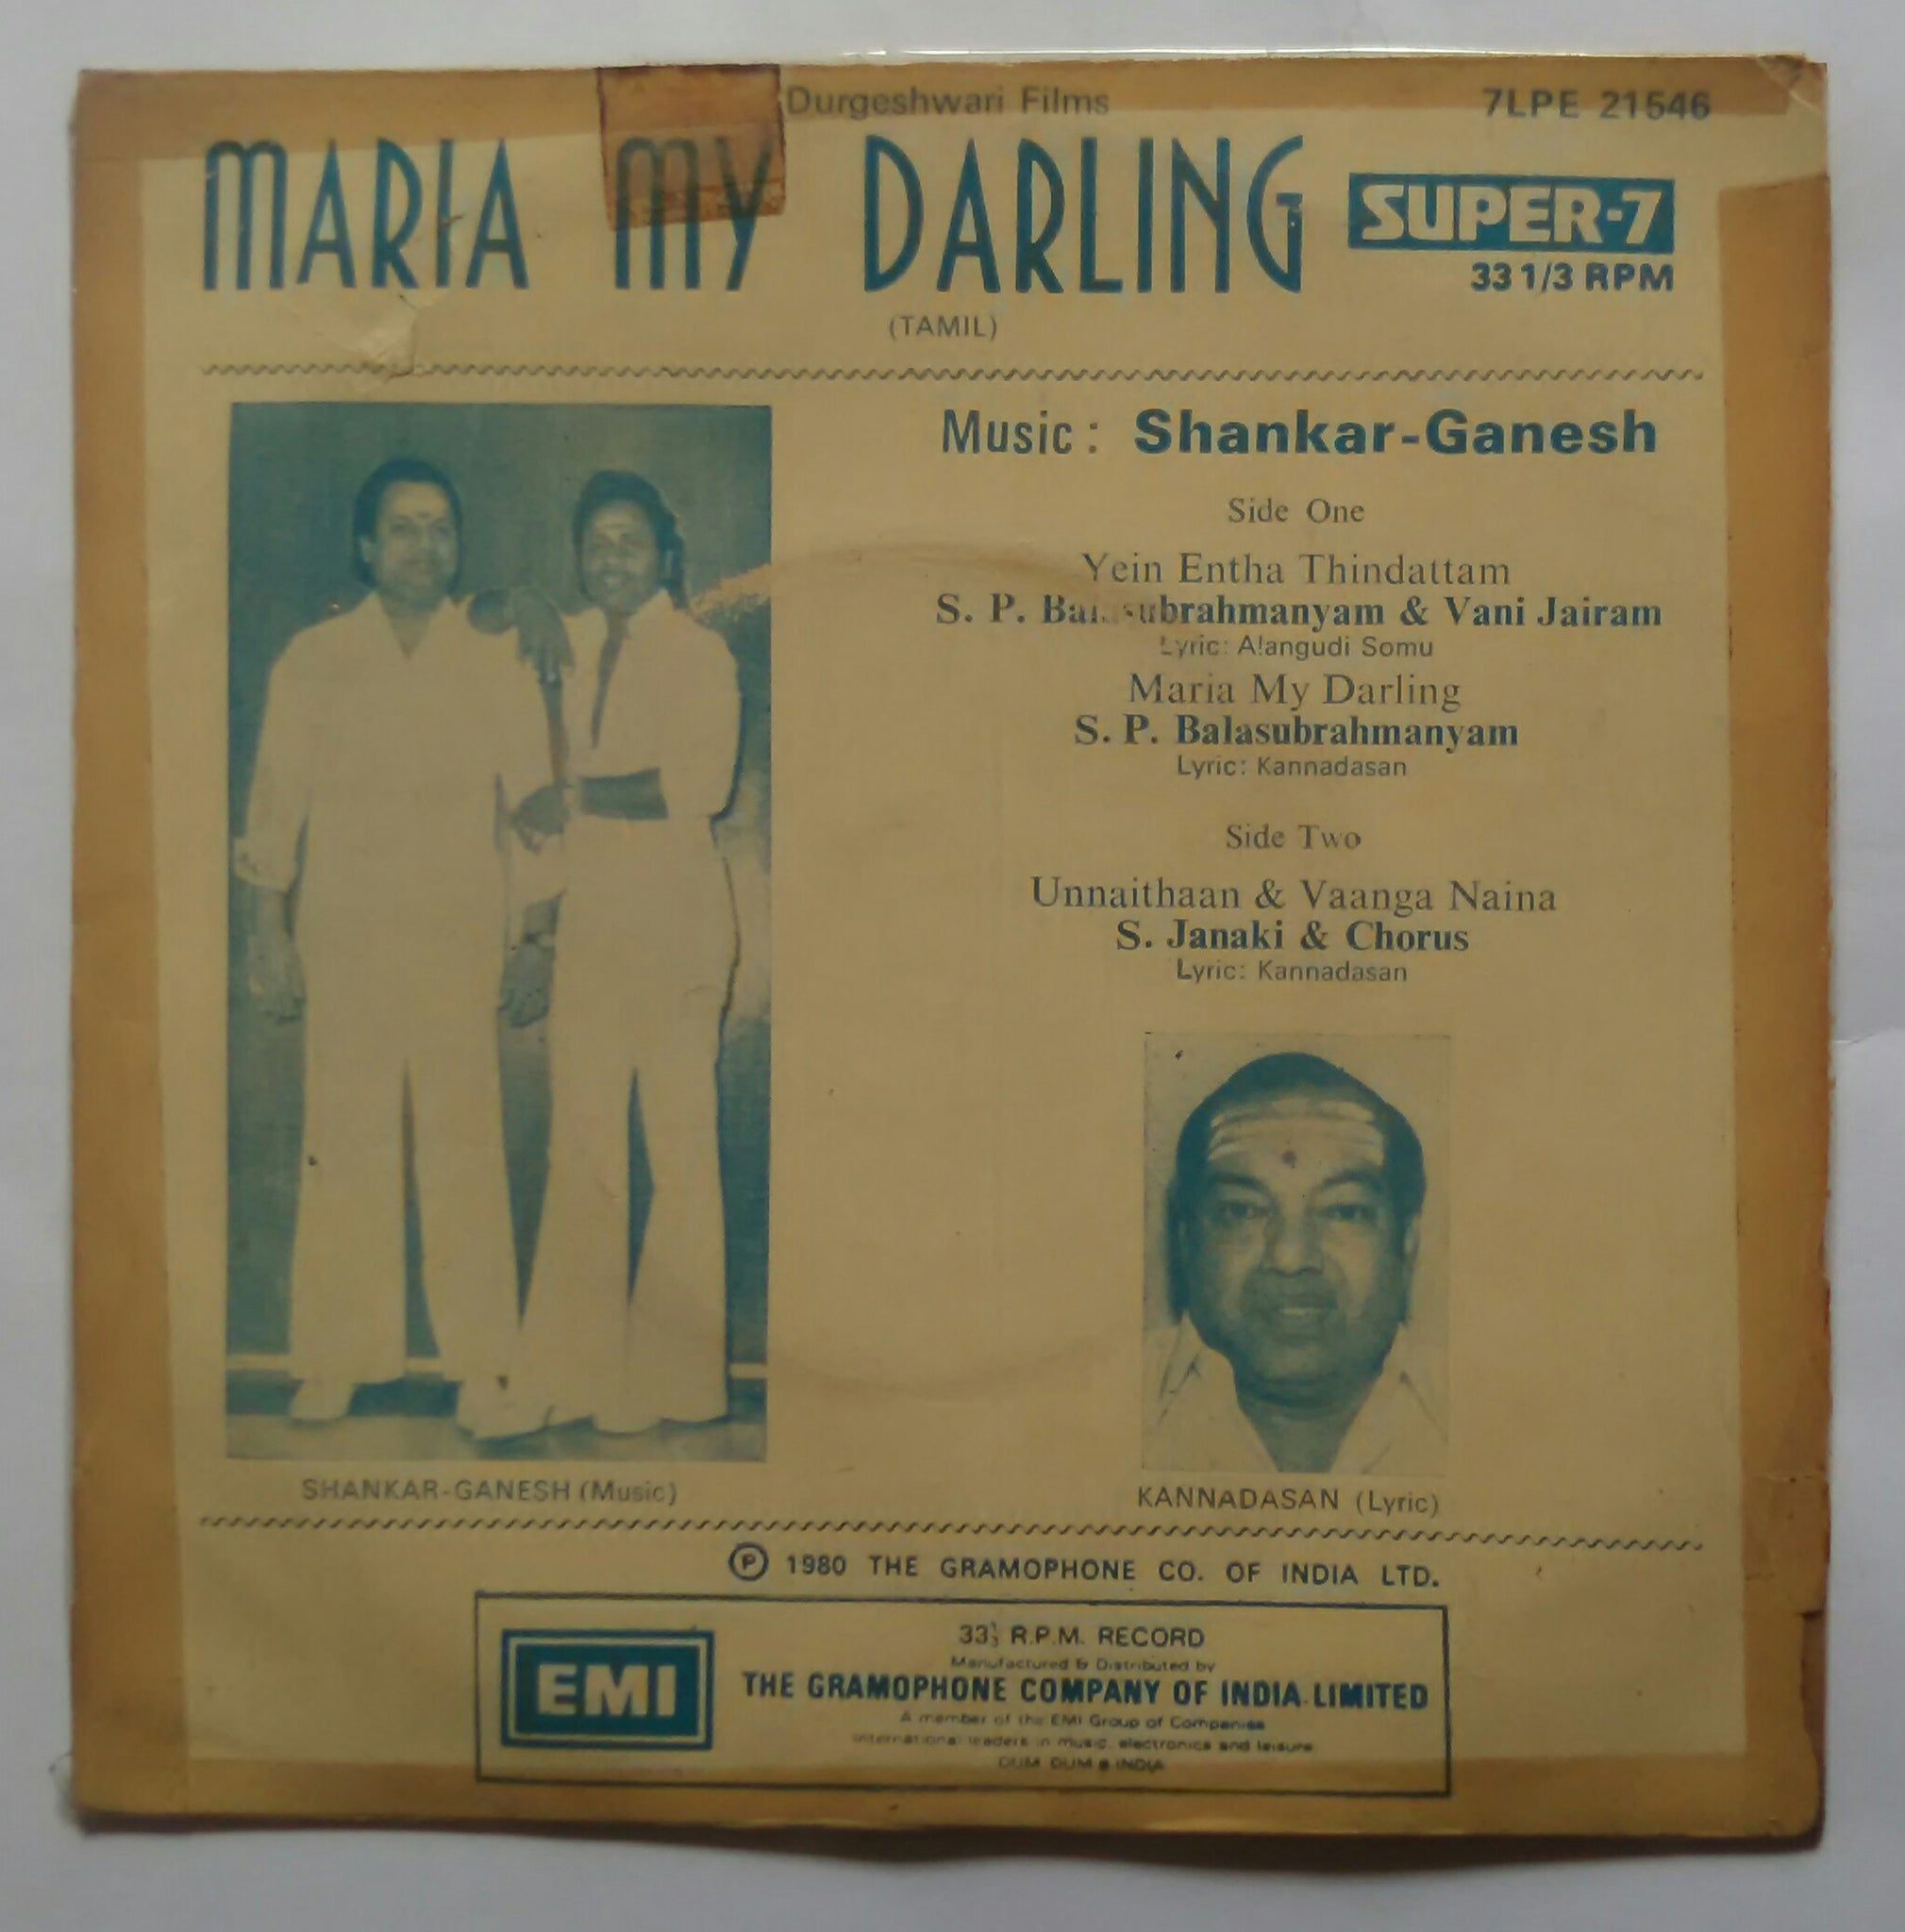 Durgeshwari Films
7LPE 21546
MARIA MY DARLING
SUPER-7
33 1/3 RPM
(TAMIL)
Music: Shankar-Ganesh
Side One
Yein Entha Thindattam
S. P. Balasubrahmanyam & Vani Jairam
Lyric: Alangudi Somu
Maria My Darling
S. P. Balasubrahmanyam
Lyric: Kannadasan
Side Two
Unnaithaan & Vaanga Naina
S. Janaki & Chorus
Lyric: Kannadasan
SHANKAR-GANESH (Music)
KANNADASAN (Lyric)
Ⓟ 1980 THE GRAMOPHONE CO. OF INDIA LTD.
EMI
33⅓ R.P.M. RECORD
Manufactured & Distributed by
THE GRAMOPHONE COMPANY OF INDIA LIMITED
A member of the EMI Group of Companies
International leaders in music, electronics and leisure
DUM DUM • INDIA